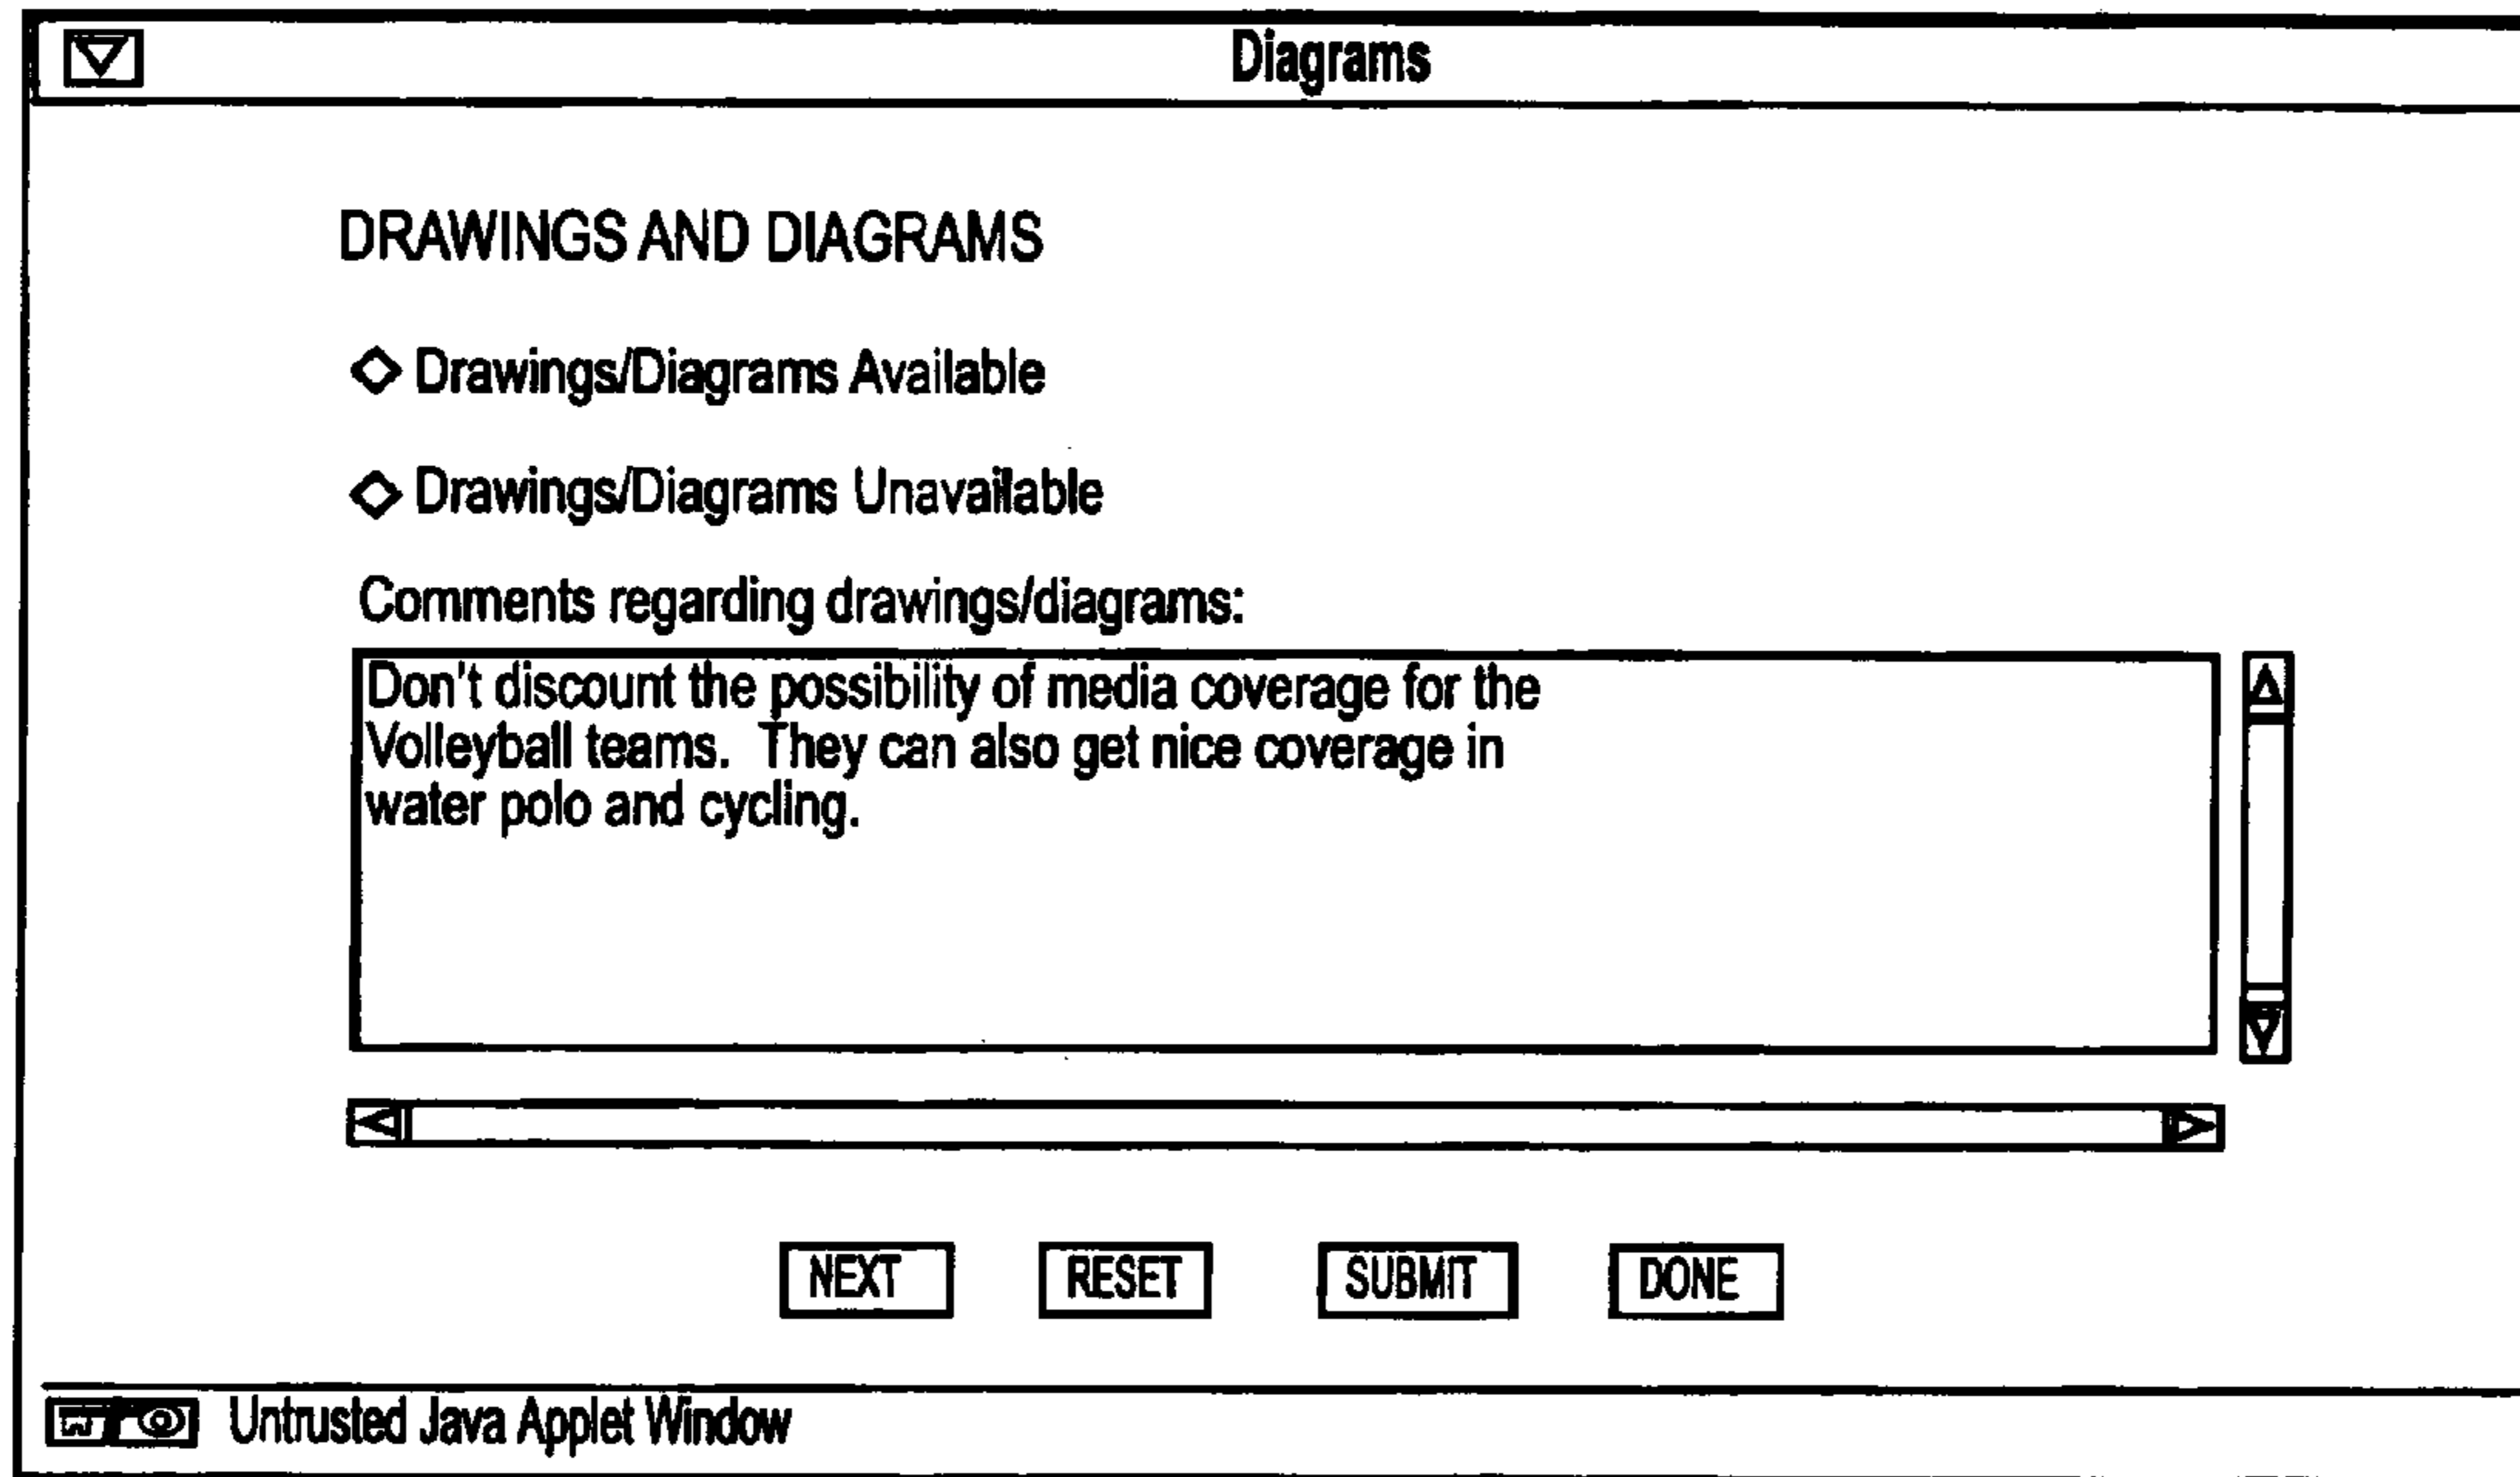 Diagrams
DRAWINGS AND DIAGRAMS
Drawings/Diagrams Available
Drawings/Diagrams Unavailable
Comments regarding drawings/diagrams:
Don't discount the possibility of media coverage for the
Volleyball teams.  They can also get nice coverage in
water polo and cycling.
NEXT RESET SUBMIT DONE
Untrusted Java Applet Window